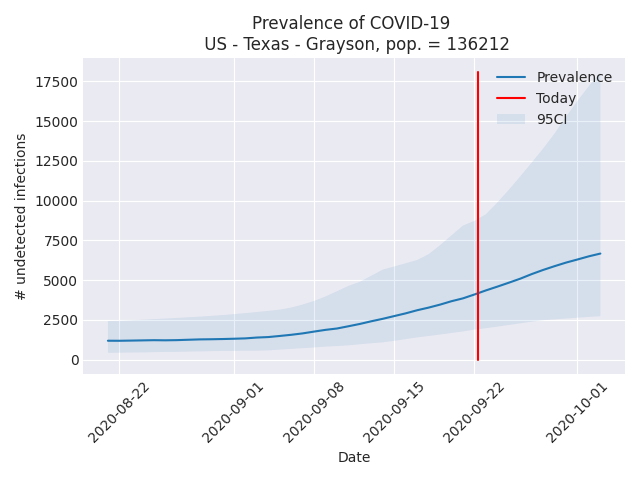 Prevalence of COVID-19
US - Texas - Grayson, pop. = 136212
Prevalence
Today
95CI
# undetected infections
17500
15000
12500
10000
7500
5000
2500
0
2020-08-22
2020-09-01
2020-09-08
2020-09-15
2020-09-22
2020-10-01
Date